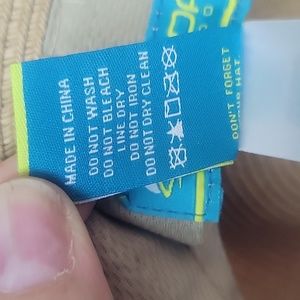 MADE IN CHINA
DO NOT WASH
DO NOT BLEACH
LINE DRY
DO NOT IRON
DO NOT DRY CLEAN
DON'T FORGET
HAT.